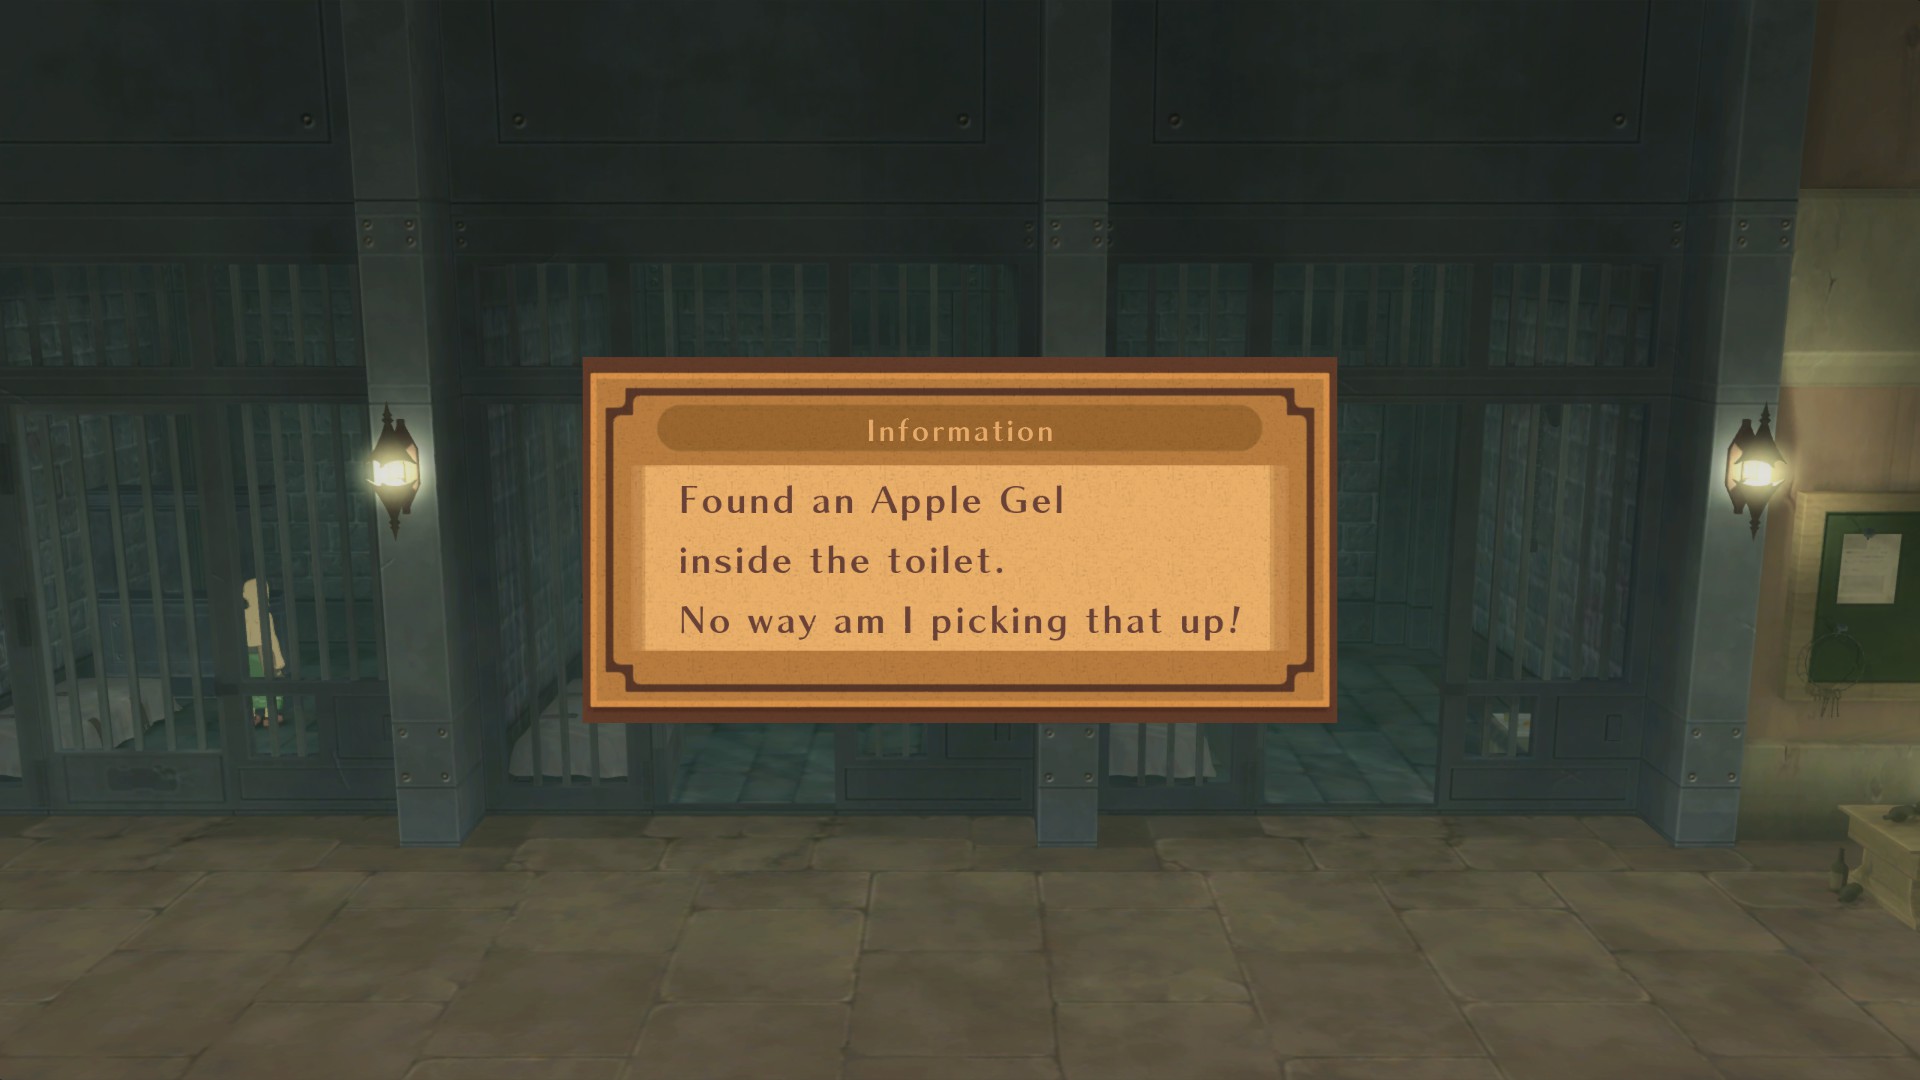 Information
Found an Apple Gel
inside the toilet.
No way am I picking that up!